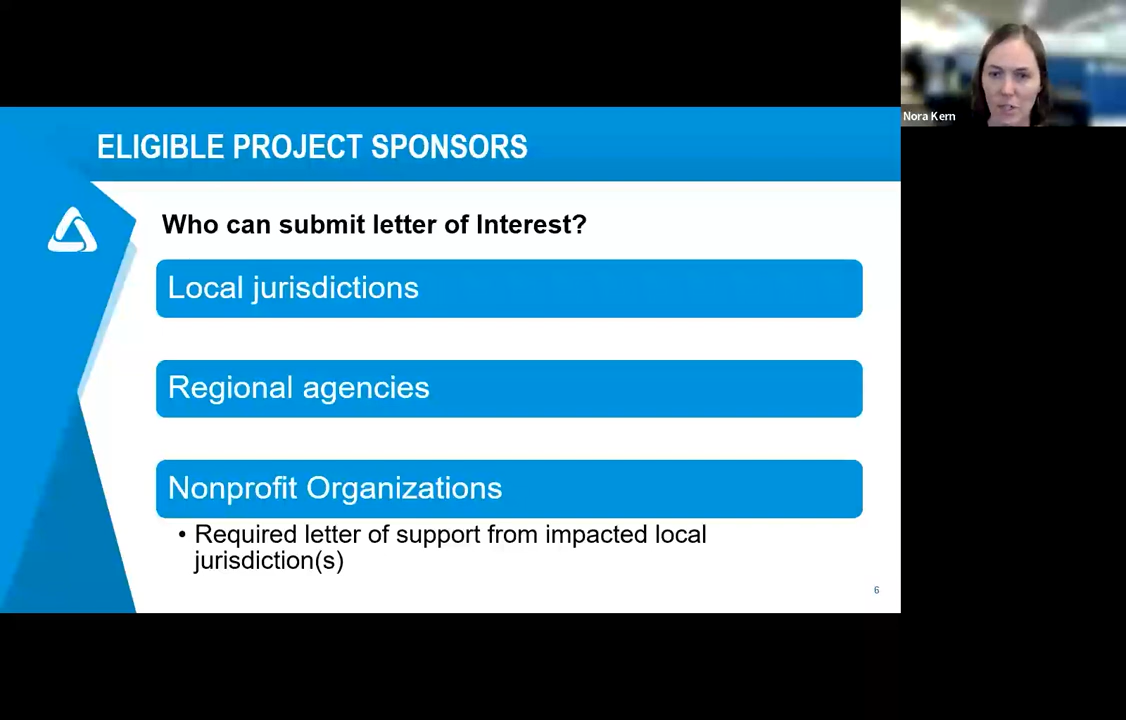 Nora Kern
ELIGIBLE PROJECT SPONSORS
Who can submit letter of Interest?
Local jurisdictions
Regional agencies
Nonprofit Organizations
• Required letter of support from impacted local
jurisdiction(s)
6